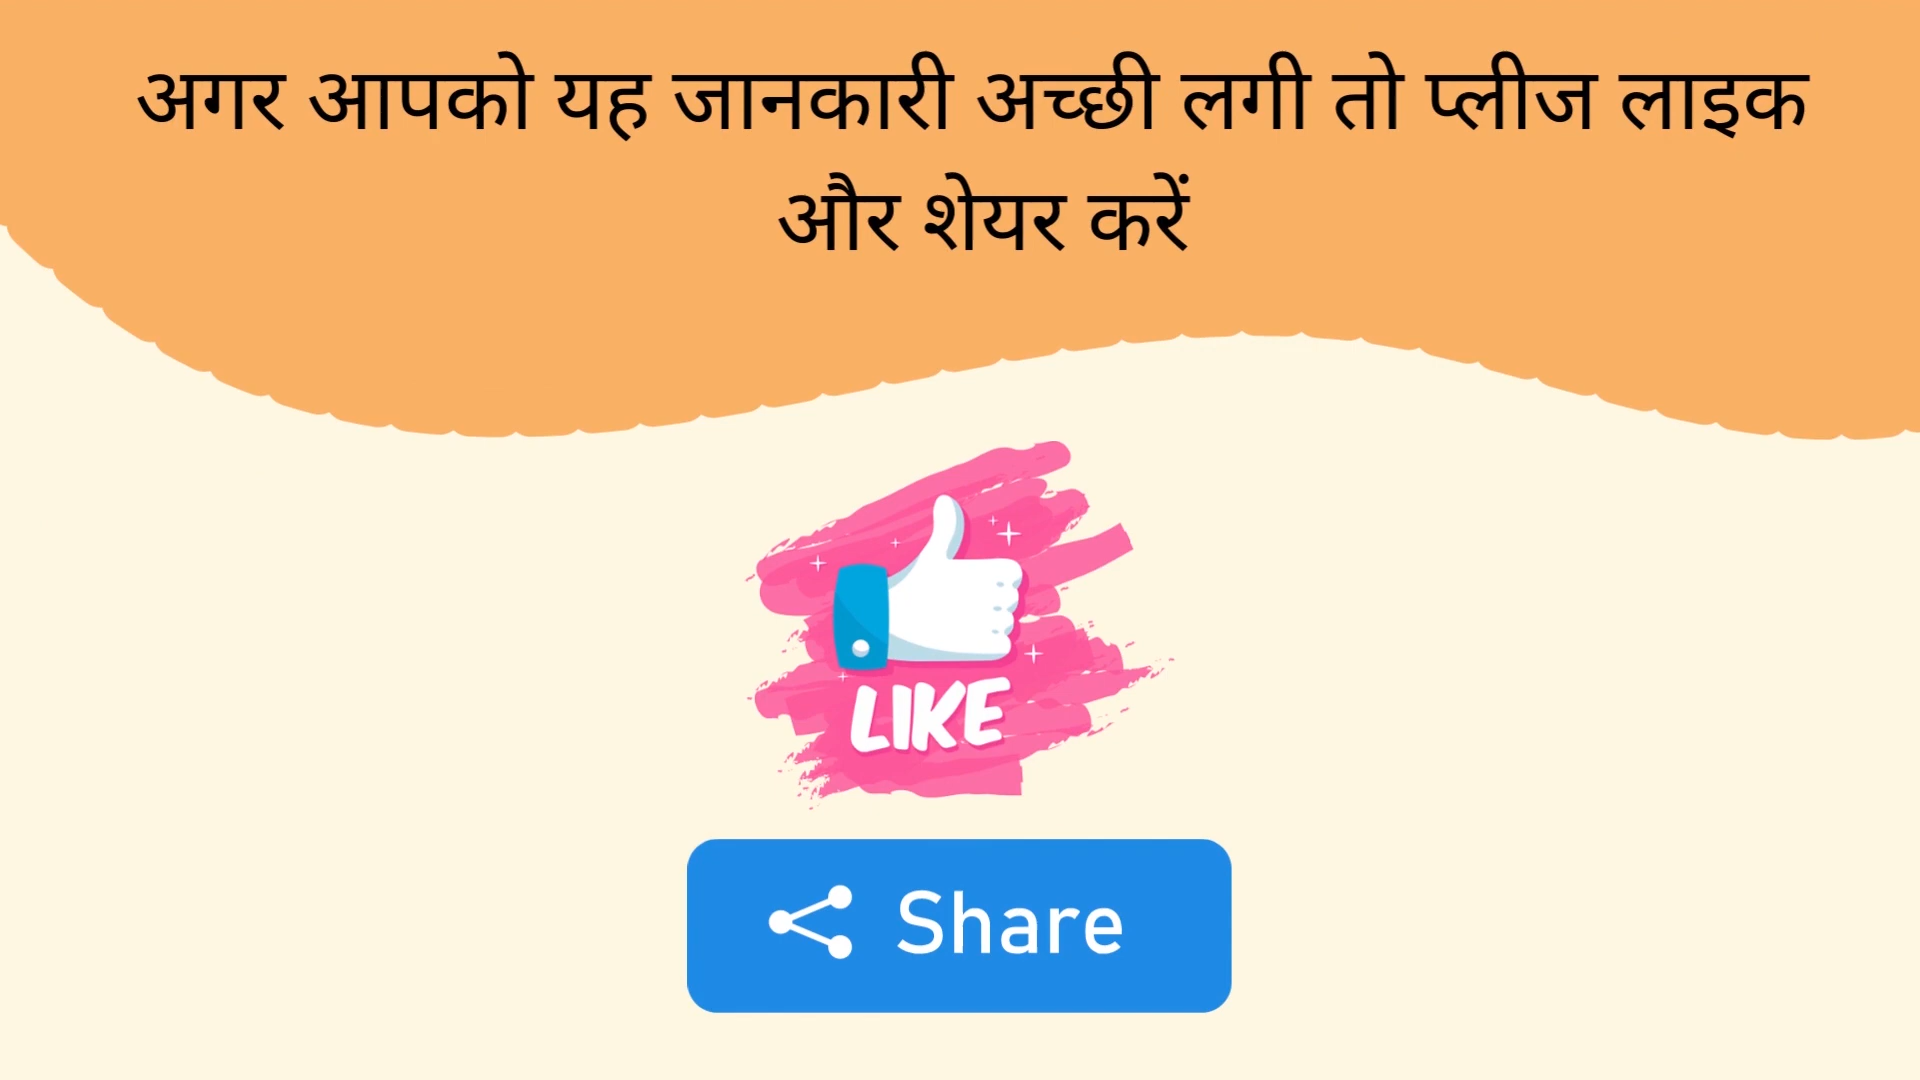 अगर आपको यह जानकारी अच्छी लगी तो प्लीज लाइक
और शेयर करें
LIKE
Share